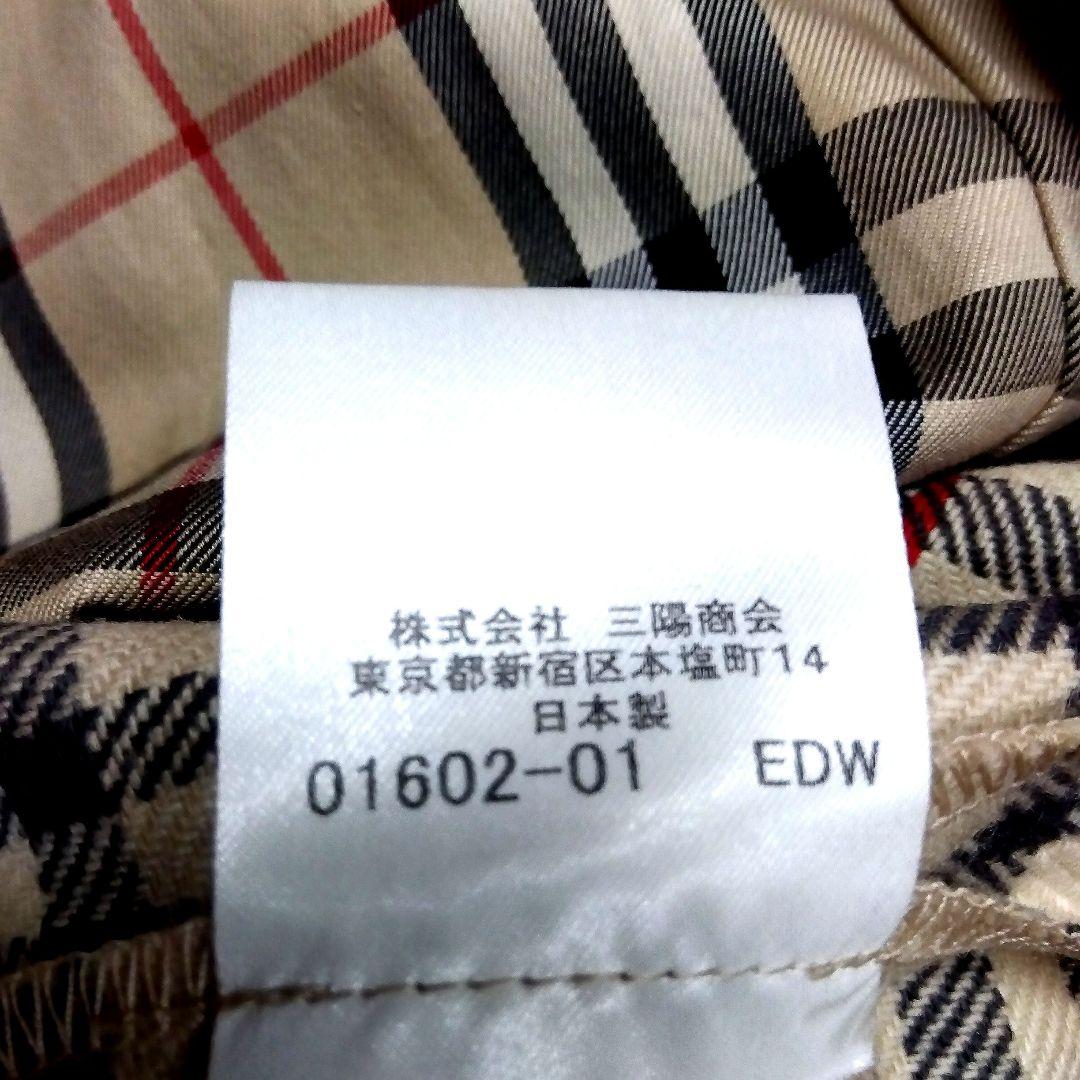 株式会社 三陽商会
東京都新宿区本塩町14
日本製
01602-01 EDW